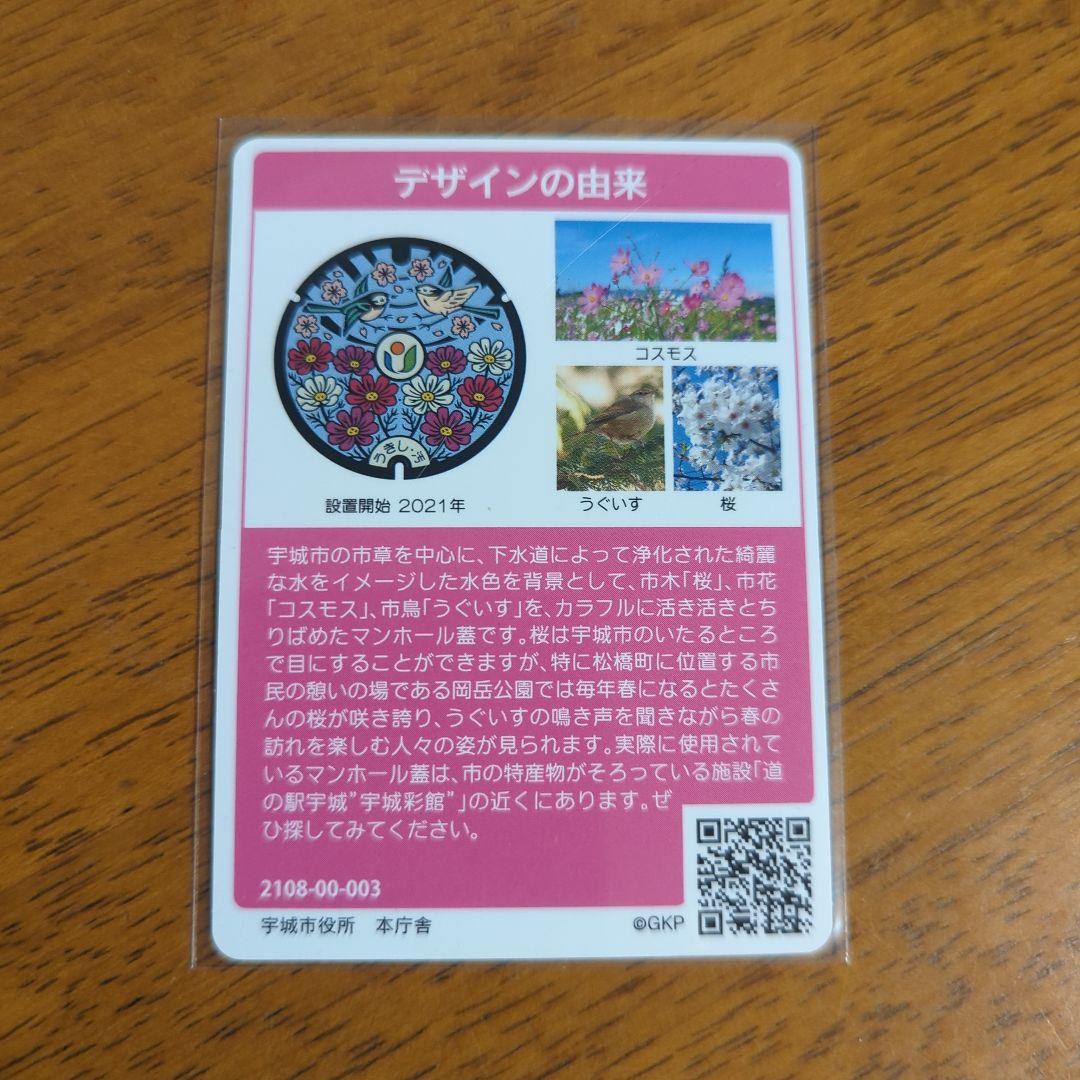 デザインの由来
コスモス
うきし・汚
設置開始 2021年
うぐいす
桜
宇城市の市章を中心に、下水道によって浄化された綺麗
な水をイメージした水色を背景として、市木「桜」、市花
「コスモス」、市鳥「うぐいす」を、カラフルに活き活きとち
りばめたマンホール蓋です。桜は宇城市のいたるところ
で目にすることができますが、特に松橋町に位置する市
民の憩いの場である岡岳公園では毎年春になるとたくさ
んの桜が咲き誇り、うぐいすの鳴き声を聞きながら春の
訪れを楽しむ人々の姿が見られます。実際に使用されて
いるマンホール蓋は、市の特産物がそろっている施設「道
の駅宇城"宇城彩館"」の近くにあります。ぜ
ひ探してみてください。
2108-00-003
宇城市役所　本庁舎
©GKP